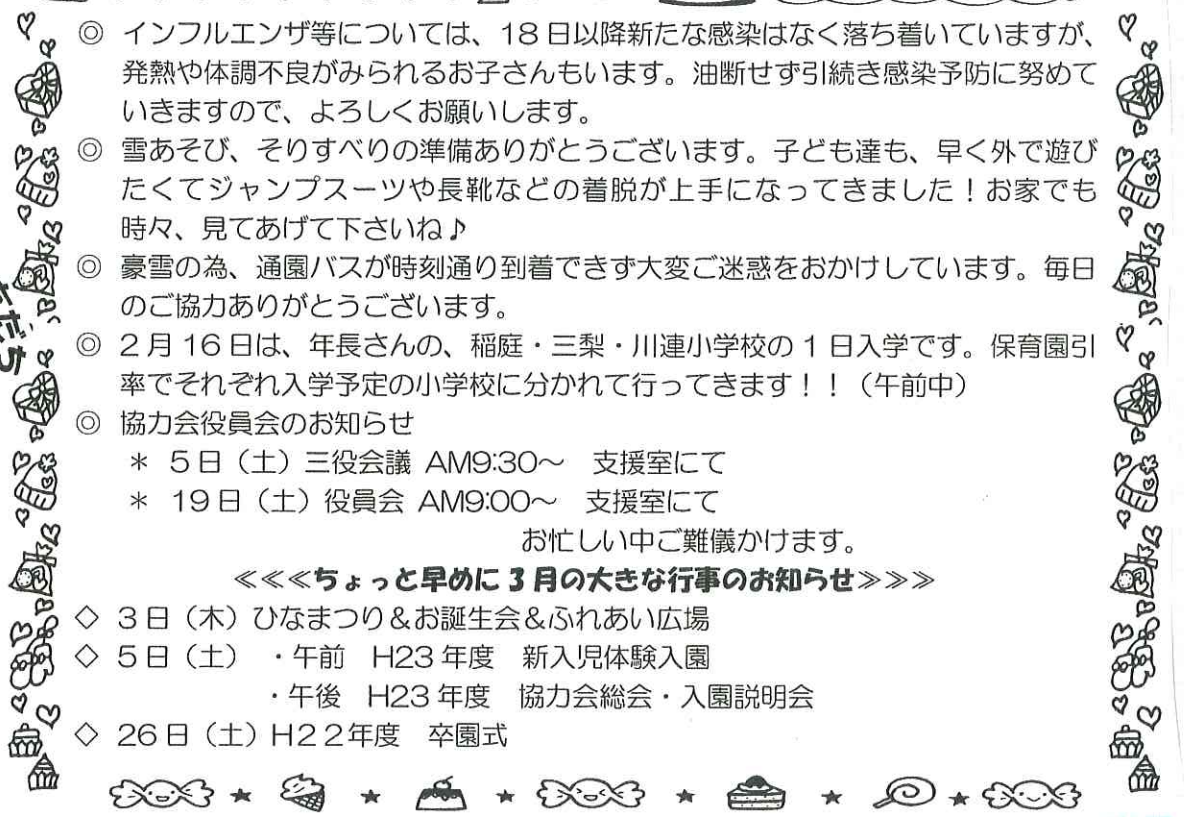 ◎ インフルエンザ等については、18日以降新たな感染はなく落ち着いていますが、
発熱や体調不良がみられるお子さんもいます。油断せず引続き感染予防に努めて
いきますので、よろしくお願いします。
◎ 雪あそび、そりすべりの準備ありがとうございます。子ども達も、早く外で遊び
たくてジャンプスーツや長靴などの着脱が上手になってきました!お家でも
時々、見てあげて下さいね♪
◎ 豪雪の為、通園バスが時刻通り到着できず大変ご迷惑をおかけしています。毎日
のご協力ありがとうございます。
◎ 2月16日は、年長さんの、稲庭・三梨・川連小学校の1日入学です。保育園引
率でそれぞれ入学予定の小学校に分かれて行ってきます!!(午前中)
◎ 協力会役員会のお知らせ
＊ 5日(土)三役会議 AM9:30~ 支援室にて
＊ 19日(土)役員会 AM9:00~ 支援室にて
お忙しい中ご難儀かけます。
≪≪≪ちょっと早めに3月の大きな行事のお知らせ≫≫≫
◇ 3日(木)ひなまつり&お誕生会&ふれあい広場
◇ 5日(土) ・午前 H23年度 新入児体験入園
・午後 H23年度 協力会総会・入園説明会
◇ 26日(土)H22年度 卒園式